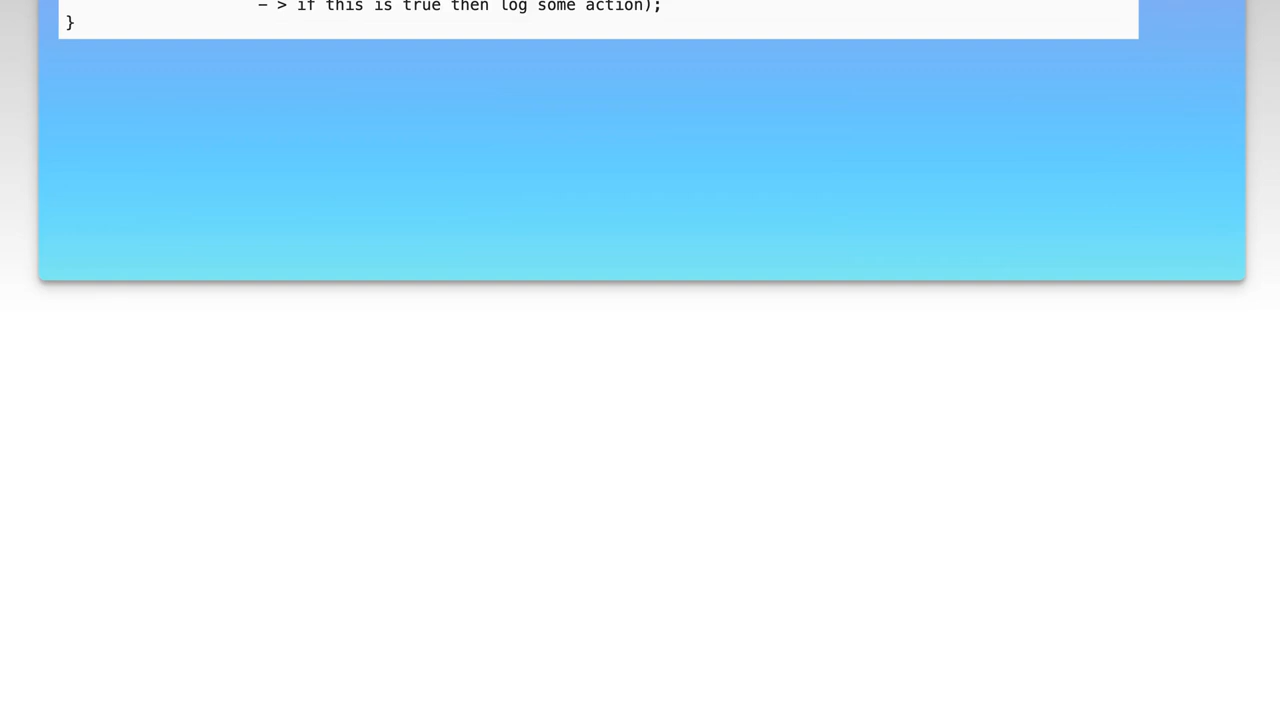 – > if this is true then log some action);
}